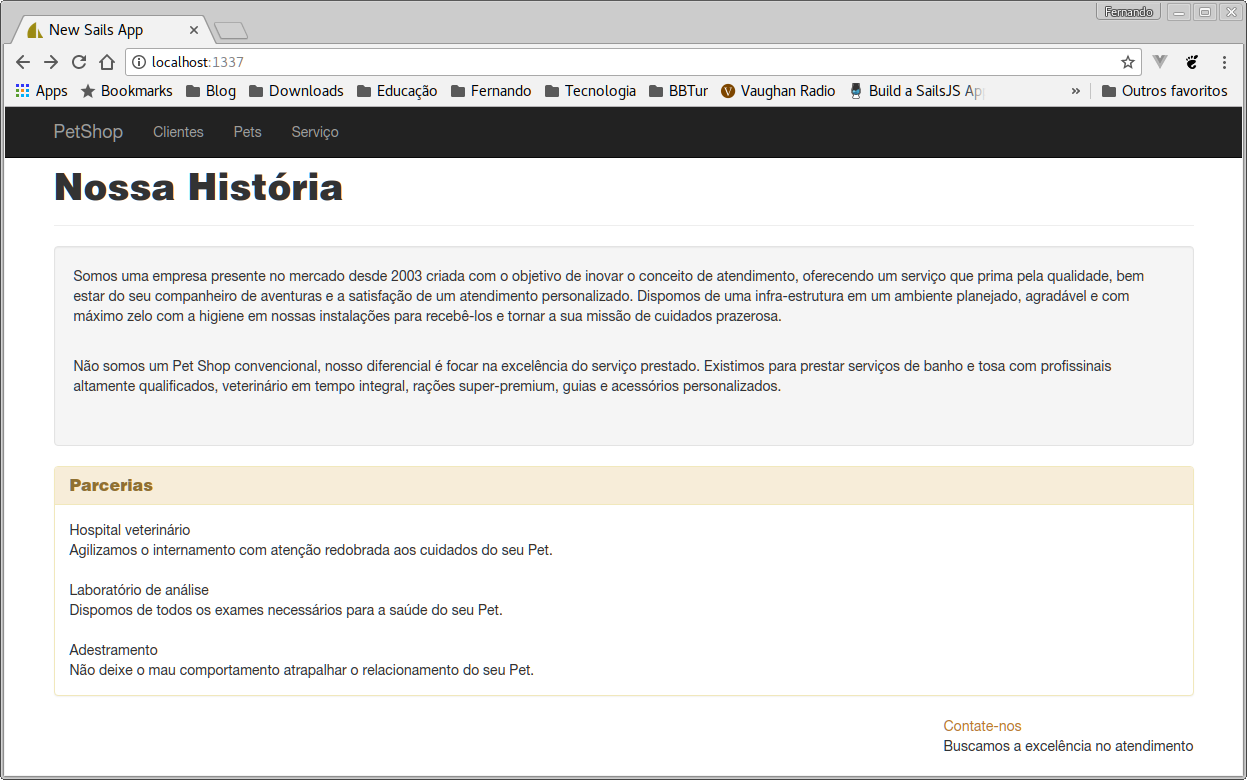 Fernando
New Sails App
localhost:1337
Apps Bookmarks Blog Downloads Educação Fernando Tecnologia BBTur Vaughan Radio Build a SailsJS Ap » Outros favoritos
PetShop Clientes Pets Serviço
Nossa História
Somos uma empresa presente no mercado desde 2003 criada com o objetivo de inovar o conceito de atendimento, oferecendo um serviço que prima pela qualidade, bem
estar do seu companheiro de aventuras e a satisfação de um atendimento personalizado. Dispomos de uma infra-estrutura em um ambiente planejado, agradável e com
máximo zelo com a higiene em nossas instalações para recebê-los e tornar a sua missão de cuidados prazerosa.
Não somos um Pet Shop convencional, nosso diferencial é focar na excelência do serviço prestado. Existimos para prestar serviços de banho e tosa com profissinais
altamente qualificados, veterinário em tempo integral, rações super-premium, guias e acessórios personalizados.
Parcerias
Hospital veterinário
Agilizamos o internamento com atenção redobrada aos cuidados do seu Pet.
Laboratório de análise
Dispomos de todos os exames necessários para a saúde do seu Pet.
Adestramento
Não deixe o mau comportamento atrapalhar o relacionamento do seu Pet.
Contate-nos
Buscamos a excelência no atendimento